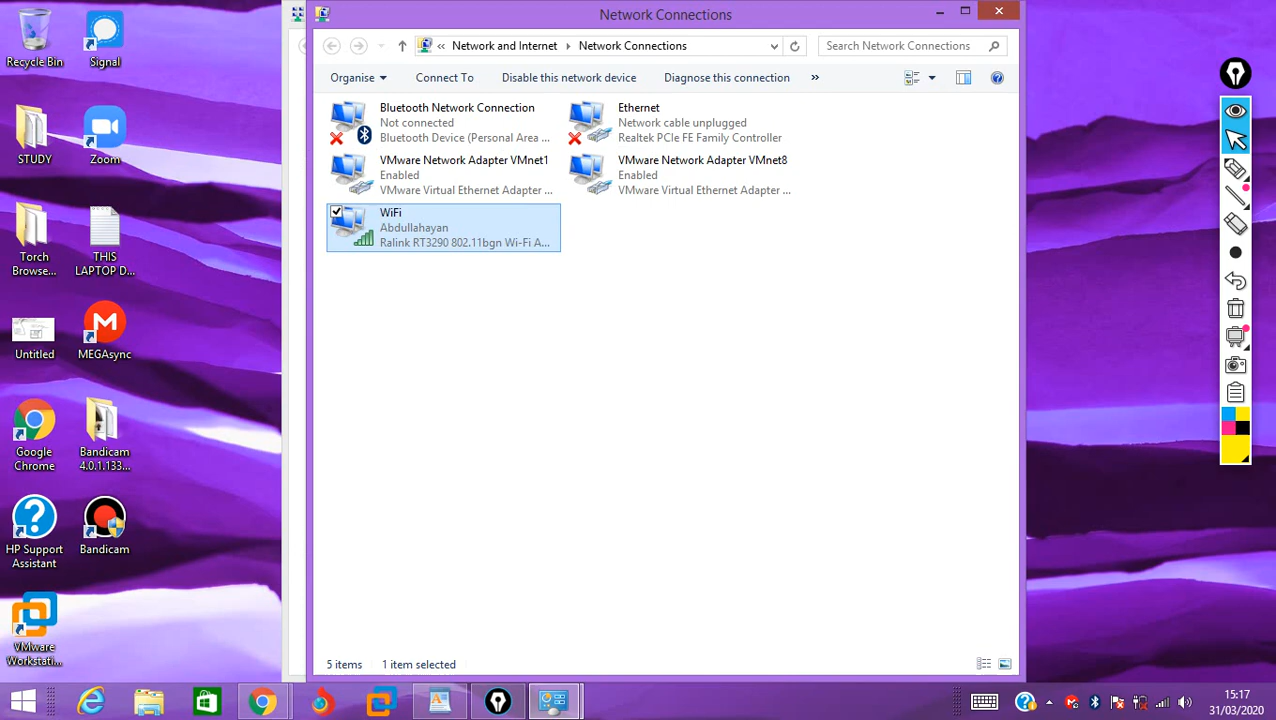 Network Connections
«
Network and Internet
Network Connections
Search Network Connections
Organise
Connect To
Disable this network device
Diagnose this connection
»
Bluetooth Network Connection
Not connected
Bluetooth Device (Personal Area ...
Ethernet
Network cable unplugged
Realtek PCIe FE Family Controller
VMware Network Adapter VMnet1
Enabled
VMware Virtual Ethernet Adapter ...
VMware Network Adapter VMnet8
Enabled
VMware Virtual Ethernet Adapter ...
WiFi
Abdullahayan
Ralink RT3290 802.11bgn Wi-Fi A...
5 items
1 item selected
Recycle Bin
Signal
STUDY
Zoom
Torch
Browse...
THIS
LAPTOP D...
Untitled
MEGAsync
Google
Chrome
Bandicam
4.0.1.133...
HP Support
Assistant
Bandicam
VMware
Workstati...
15:17
31/03/2020